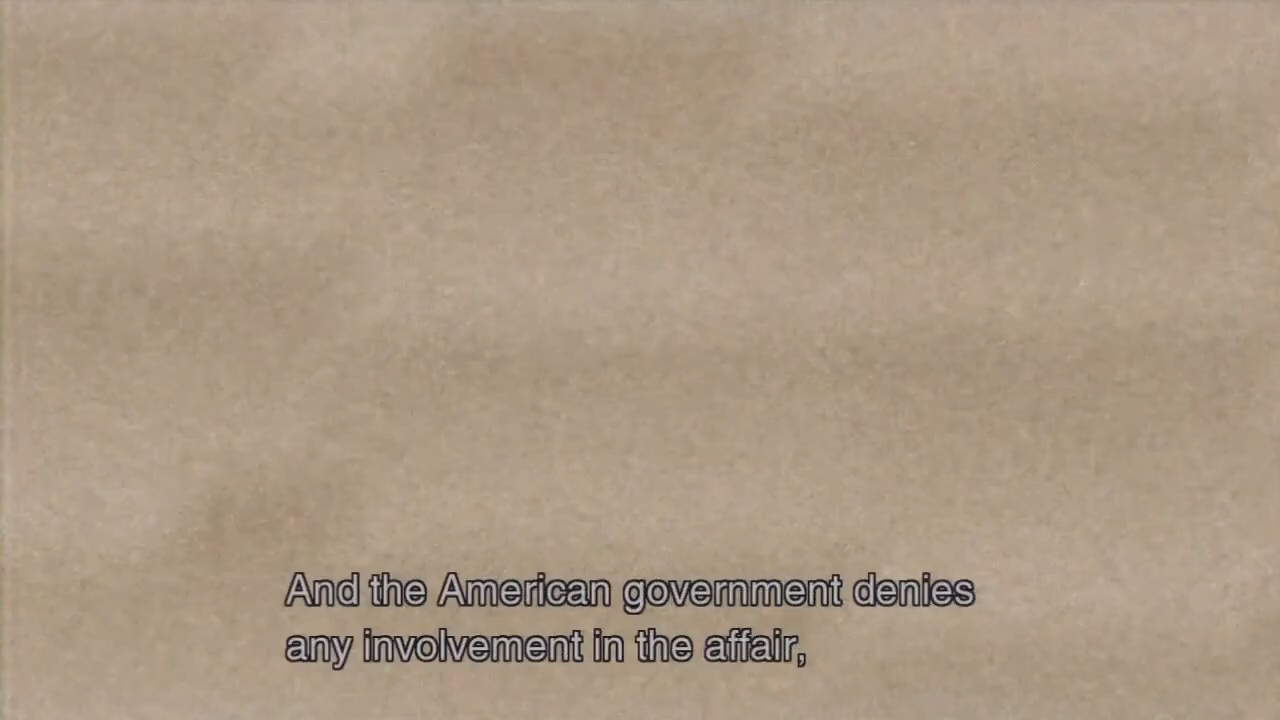 And the American government denies
any involvement in the affair,